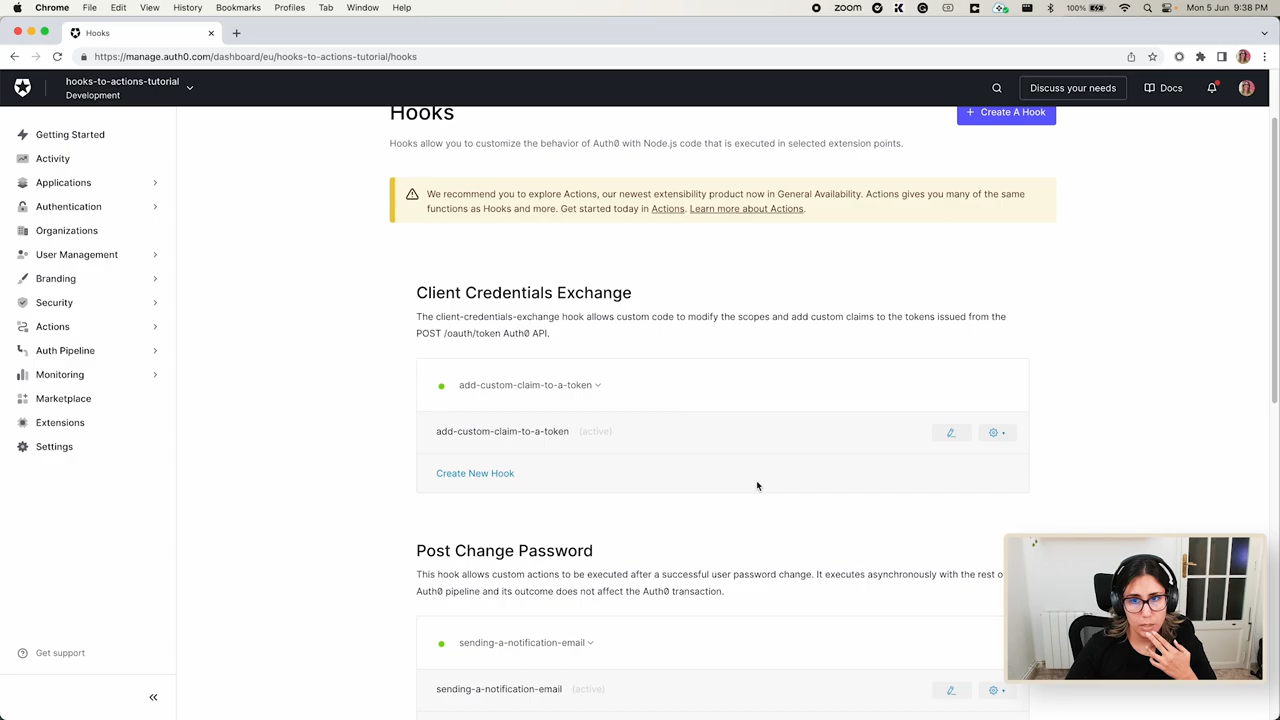 Chrome File Edit View History Bookmarks Profiles Tab Window Help
zoom 100% Mon 5 Jun 9:38 PM
Hooks
https://manage.auth0.com/dashboard/eu/hooks-to-actions-tutorial/hooks
hooks-to-actions-tutorial
Development
Discuss your needs
Docs
Getting Started
Activity
Applications
Authentication
Organizations
User Management
Branding
Security
Actions
Auth Pipeline
Monitoring
Marketplace
Extensions
Settings
Get support
Hooks
+ Create A Hook
Hooks allow you to customize the behavior of Auth0 with Node.js code that is executed in selected extension points.
We recommend you to explore Actions, our newest extensibility product now in General Availability. Actions gives you many of the
same functions as Hooks and more. Get started today in Actions. Learn more about Actions.
Client Credentials Exchange
The client-credentials-exchange hook allows custom code to modify the scopes and add custom claims to the tokens issued from the
POST /oauth/token Auth0 API.
add-custom-claim-to-a-token
add-custom-claim-to-a-token (active)
Create New Hook
Post Change Password
This hook allows custom actions to be executed after a successful user password change. It executes asynchronously with the rest o
Auth0 pipeline and its outcome does not affect the Auth0 transaction.
sending-a-notification-email
sending-a-notification-email (active)